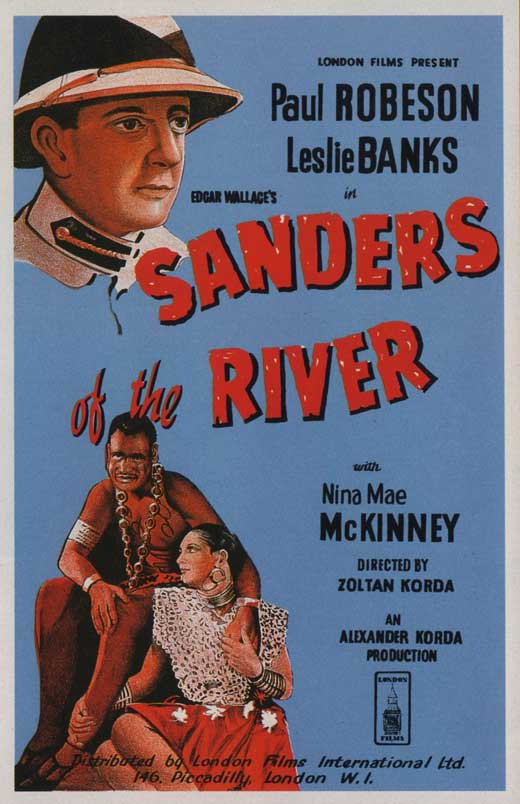 LONDON FILMS PRESENT
Paul ROBESON
Leslie BANKS
EDGAR WALLACE'S in
SANDERS
of the RIVER
with
Nina Mae
McKINNEY
DIRECTED BY
ZOLTAN KORDA
AN
ALEXANDER KORDA
PRODUCTION
LONDON
FILMS
Distributed by London Films International Ltd.
146, Piccadilly, London W.1.